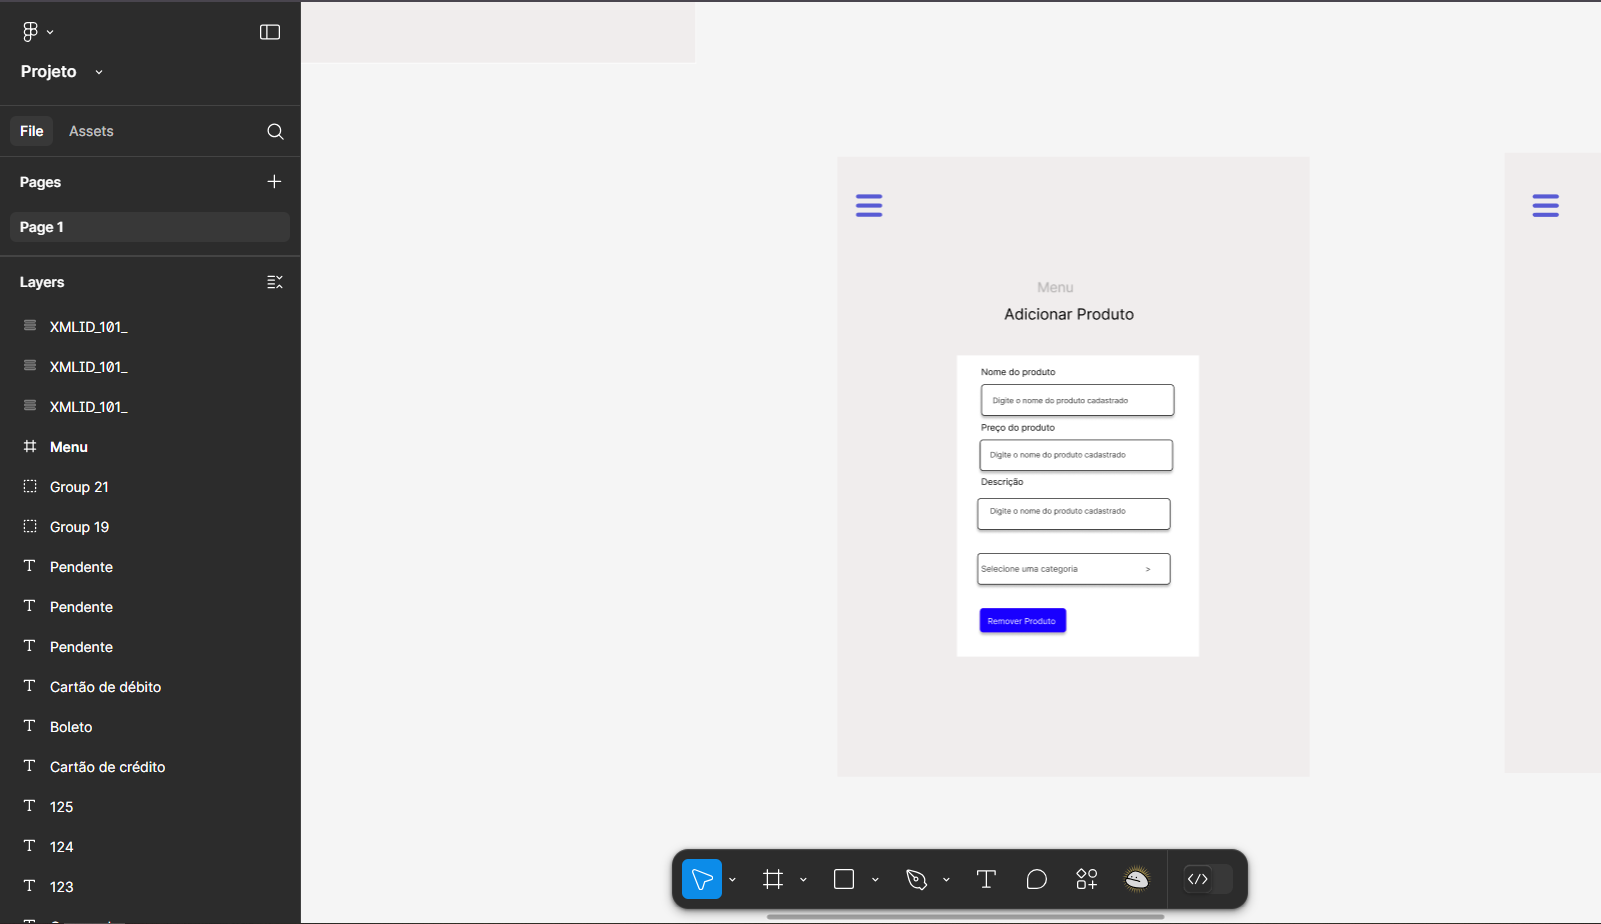 Projeto
File
Assets
Pages
Page 1
Layers
XMLID_101_
XMLID_101_
XMLID_101_
Menu
Group 21
Group 19
Pendente
Pendente
Pendente
Cartão de débito
Boleto
Cartão de crédito
125
124
123
Menu
Adicionar Produto
Nome do produto
Digite o nome do produto cadastrado
Preço do produto
Digite o nome do produto cadastrado
Descrição
Digite o nome do produto cadastrado
Selecione uma categoria >
Remover Produto